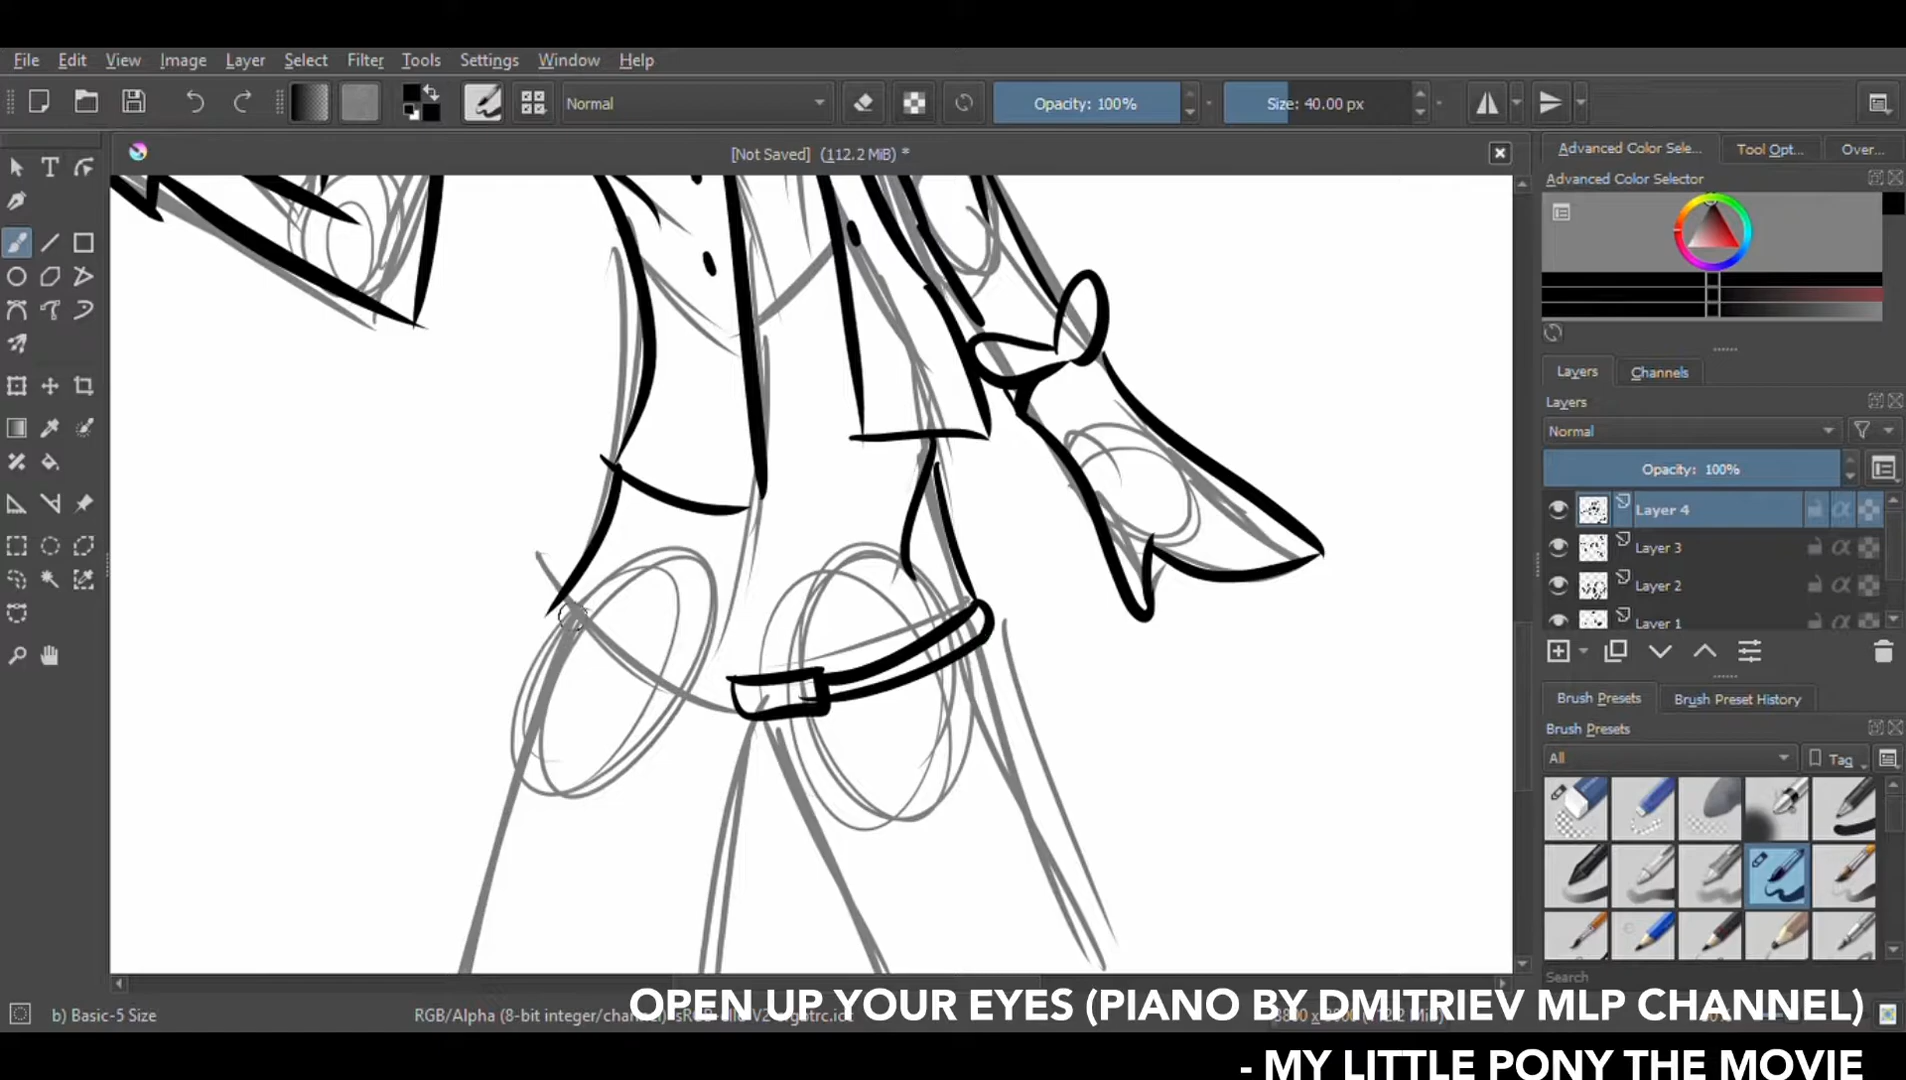 File Edit View Image Layer Select Filter Tools Settings Window Help
Normal Opacity: 100% Size: 40.00 px
[Not Saved] (112.2 MiB) *
Advanced Color Sele... Tool Opt... Over...
Advanced Color Selector
Layers Channels
Layers
Normal
Opacity: 100%
Layer 4
Layer 3
Layer 2
Layer 1
Brush Presets Brush Preset History
Brush Presets
All Tag
Search
b) Basic-5 Size RGB/Alpha (8-bit integer/channel)
OPEN UP YOUR EYES (PIANO BY DMITRIEV MLP CHANNEL)
- MY LITTLE PONY THE MOVIE